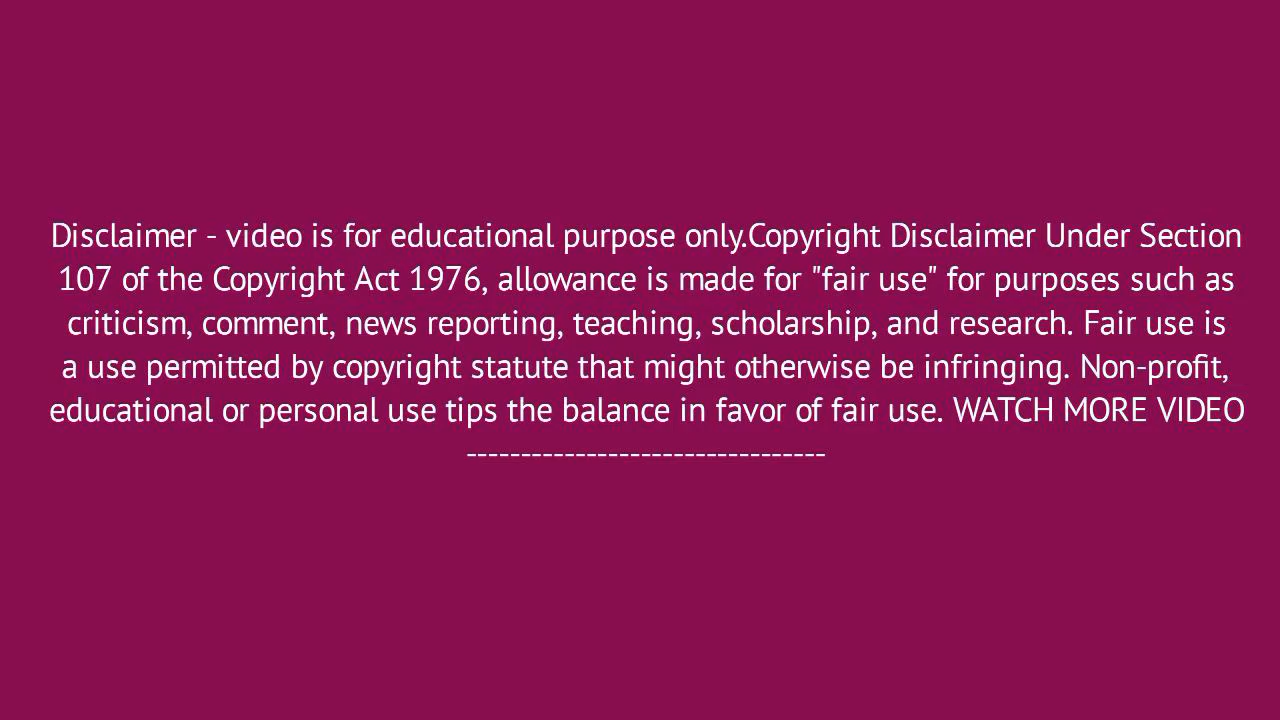 Disclaimer - video is for educational purpose only.Copyright Disclaimer Under Section
107 of the Copyright Act 1976, allowance is made for "fair use" for purposes such as
criticism, comment, news reporting, teaching, scholarship, and research. Fair use is
a use permitted by copyright statute that might otherwise be infringing. Non-profit,
educational or personal use tips the balance in favor of fair use. WATCH MORE VIDEO
---------------------------------